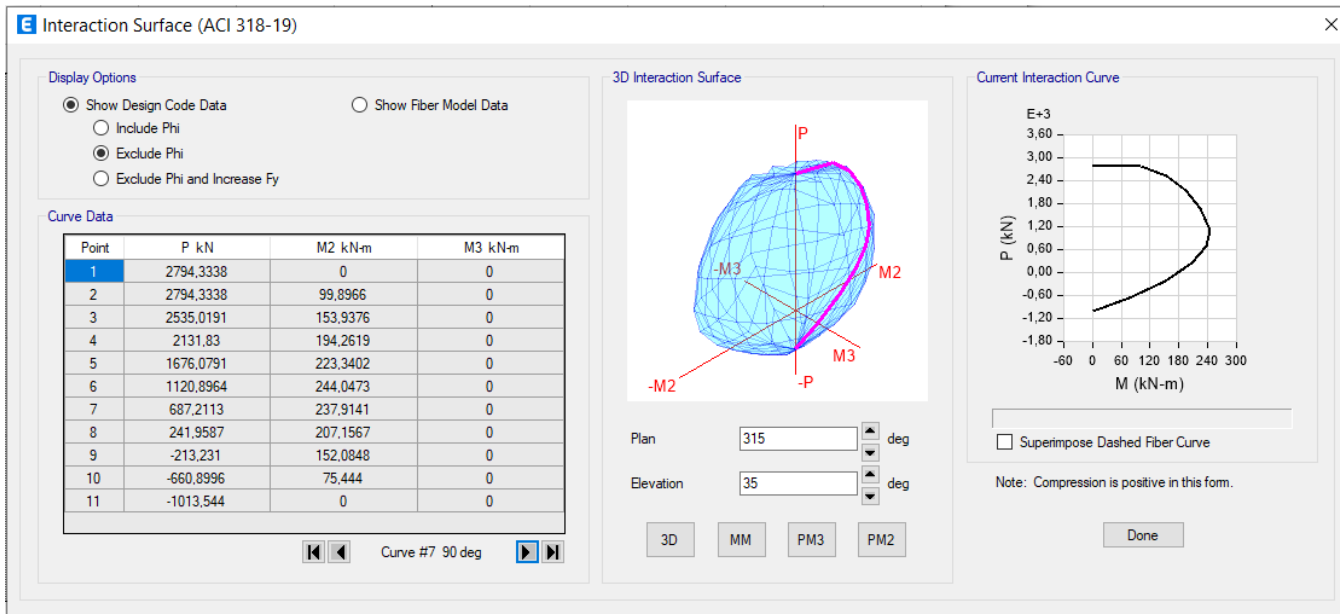 E Interaction Surface (ACI 318-19)
Display Options
Show Design Code Data
Show Fiber Model Data
Include Phi
Exclude Phi
Exclude Phi and Increase Fy
Curve Data
Point P kN M2 kN-m M3 kN-m
1 2794,3338 0 0
2 2794,3338 99,8966 0
3 2535,0191 153,9376 0
4 2131,83 194,2619 0
5 1676,0791 223,3402 0
6 1120,8964 244,0473 0
7 687,2113 237,9141 0
8 241,9587 207,1567 0
9 -213,231 152,0848 0
10 -660,8996 75,444 0
11 -1013,544 0 0
Curve #7 90 deg
3D Interaction Surface
P
-M3
M2
M3
-M2
-P
Plan 315 deg
Elevation 35 deg
3D MM PM3 PM2
Current Interaction Curve
E+3
3,60
3,00
2,40
1,80
1,20
0,60
0,00
-0,60
-1,20
-1,80
P (kN)
-60 0 60 120 180 240 300
M (kN-m)
Superimpose Dashed Fiber Curve
Note: Compression is positive in this form.
Done